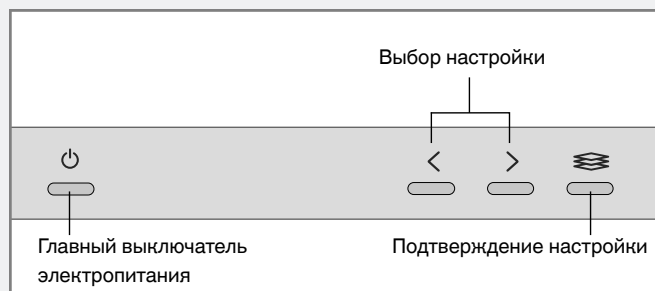 Выбор настройки
Главный выключатель
электропитания
Подтверждение настройки